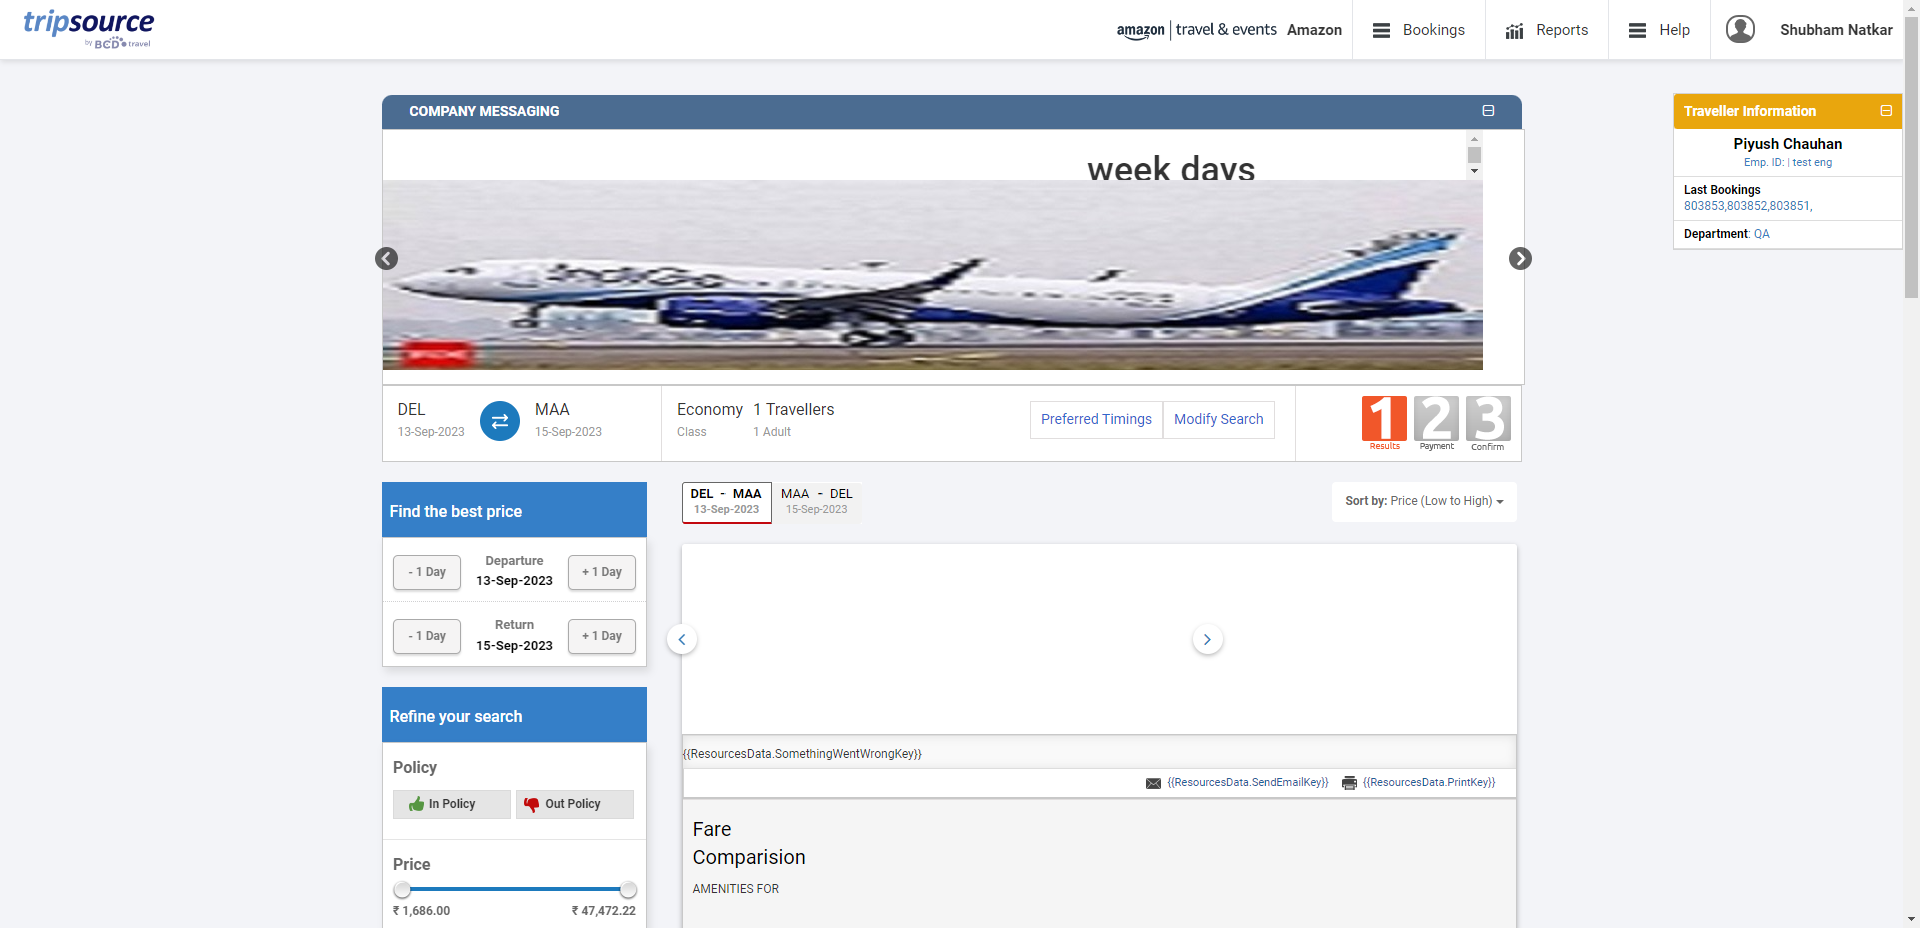 tripsource
by BCD travel
amazon | travel & events Amazon
Bookings
Reports
Help
Shubham Natkar
COMPANY MESSAGING
week days
IndiGo
Traveller Information
Piyush Chauhan
Emp. ID: | test eng
Last Bookings
803853,803852,803851,
Department: QA
DEL
13-Sep-2023
MAA
15-Sep-2023
Economy
Class
1 Travellers
1 Adult
Preferred Timings
Modify Search
1
Results
2
Payment
3
Confirm
Find the best price
- 1 Day
Departure
13-Sep-2023
+ 1 Day
- 1 Day
Return
15-Sep-2023
+ 1 Day
Refine your search
Policy
In Policy
Out Policy
Price
₹ 1,686.00
₹ 47,472.22
DEL - MAA
13-Sep-2023
MAA - DEL
15-Sep-2023
Sort by: Price (Low to High)
{{ResourcesData.SomethingWentWrongKey}}
{{ResourcesData.SendEmailKey}}
{{ResourcesData.PrintKey}}
Fare
Comparision
AMENITIES FOR